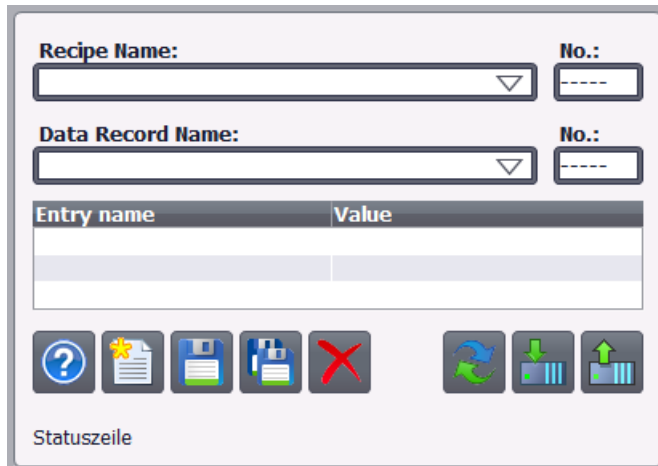 Recipe Name: No.:
-----
Data Record Name: No.:
-----
Entry name Value
?
Statuszeile